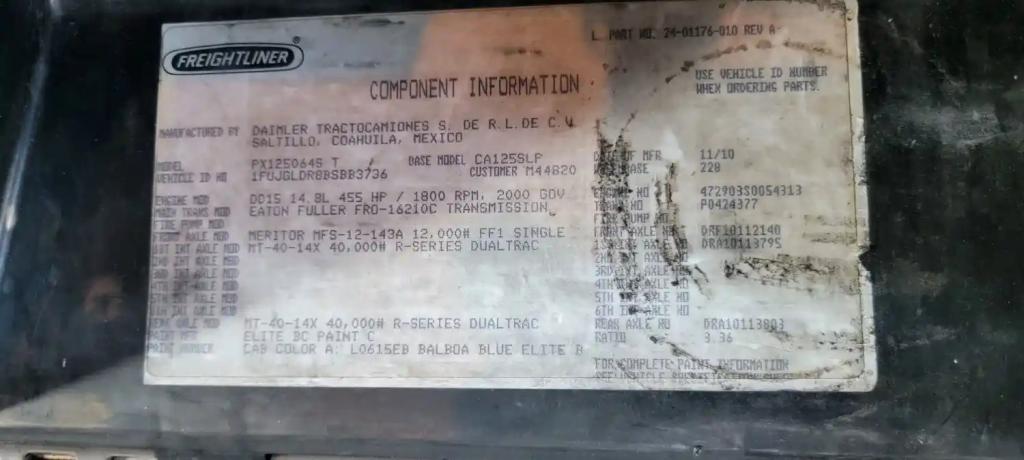 L. PART NO. 24-01176-010 REV A
FREIGHTLINER®
COMPONENT INFORMATION
USE VEHICLE ID NUMBER
WHEN ORDERING PARTS.
MANUFACTURED BY DAIMLER TRACTOCAMIONES S. DE R.L.DE C.V
SALTILLO, COAHUILA, MEXICO
MODEL PX125064S T BASE MODEL CA125SLP DATE OF MFR 11/10
VEHICLE ID NO CUSTOMER M44820 228
ENGINE MOD DD15 14.8L 455 HP / 1800 RPM, 2000 GOV ENGINE NO 472903S0054313
MAIN TRANS MOD EATON FULLER FRO-16210C TRANSMISSION P0424377
FIRE PUMP MOD FIRE PUMP NO
FRONT AXLE MOD MERITOR MFS-12-143A 12,000# FF1 SINGLE FRONT AXLE NO DRF10112140
1ST INT AXLE MOD MT-40-14X 40,000# R-SERIES DUALTRAC 1ST INT AXLE NO DRA10113795
2ND INT AXLE MOD 2ND INT AXLE NO
3RD INT AXLE MOD 3RD INT AXLE NO
4TH INT AXLE MOD 4TH INT AXLE NO
5TH INT AXLE MOD 5TH INT AXLE NO
6TH INT AXLE MOD 6TH INT AXLE NO
REAR AXLE MOD MT-40-14X 40,000# R-SERIES DUALTRAC REAR AXLE NO DRA10113803
PAINT MFR ELITE BC PAINT C RATIO 3.36
PAINT NUMBER CAB COLOR A: L0615EB BALBOA BLUE ELITE B
FOR COMPLETE PAINT INFORMATION